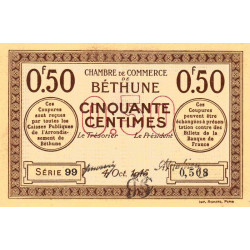 0.50
CHAMBRE DE COMMERCE
DE
BÉTHUNE
0.50
Ces
Coupures
sont reçues
par toutes les
Caisses Publiques
de l'Arrondissement
de Béthune
CINQUANTE
CENTIMES
Le Trésorier
Le Président
Ces
Coupures
peuvent être
échangées à présentation contre des
Billets de la
Banque de
France
SÉRIE 99
4 Oct. 1916
0,508